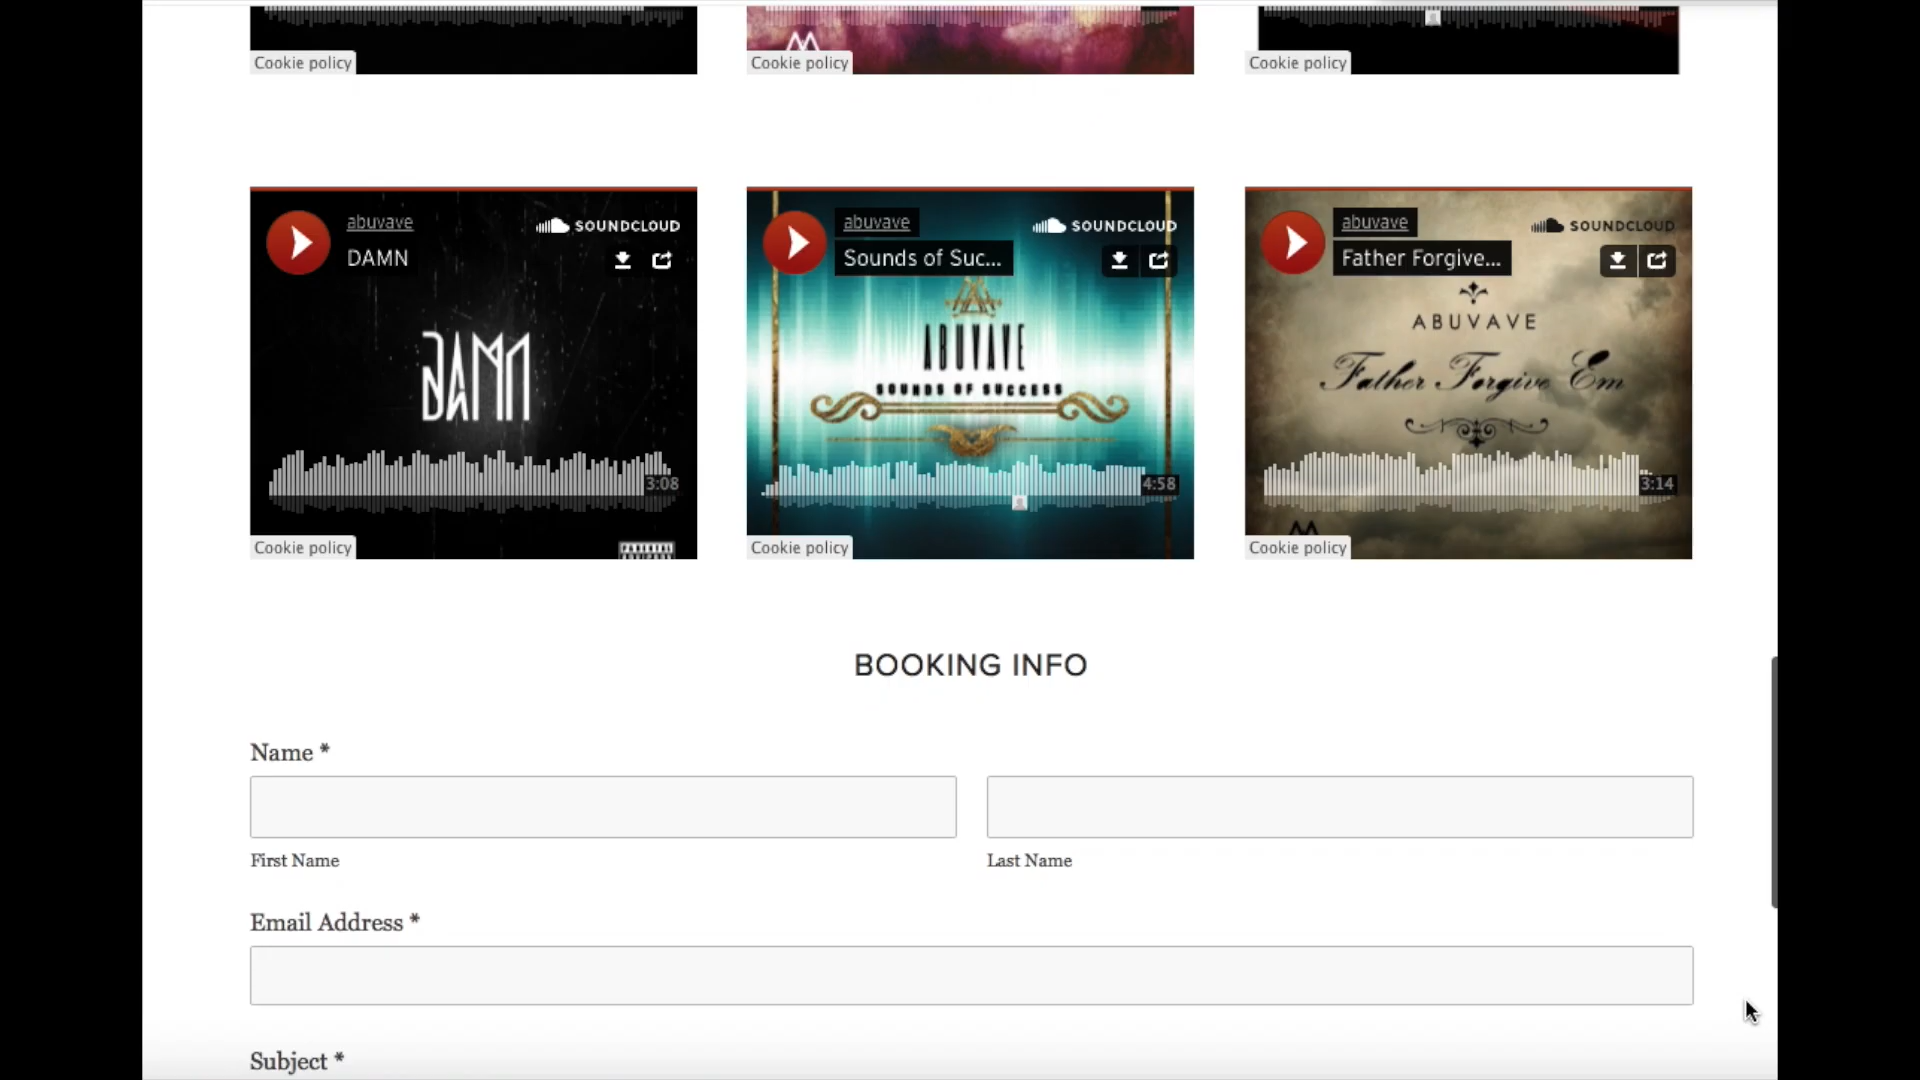 Cookie policy
Cookie policy
Cookie policy
abuvave
SOUNDCLOUD
DAMN
DAMN
3:08
Cookie policy
abuvave
SOUNDCLOUD
Sounds of Suc...
ABUVAVE
SOUNDS OF SUCCESS
4:58
Cookie policy
abuvave
SOUNDCLOUD
Father Forgive...
ABUVAVE
Father Forgive Em
3:14
Cookie policy
BOOKING INFO
Name *
First Name
Last Name
Email Address *
Subject *